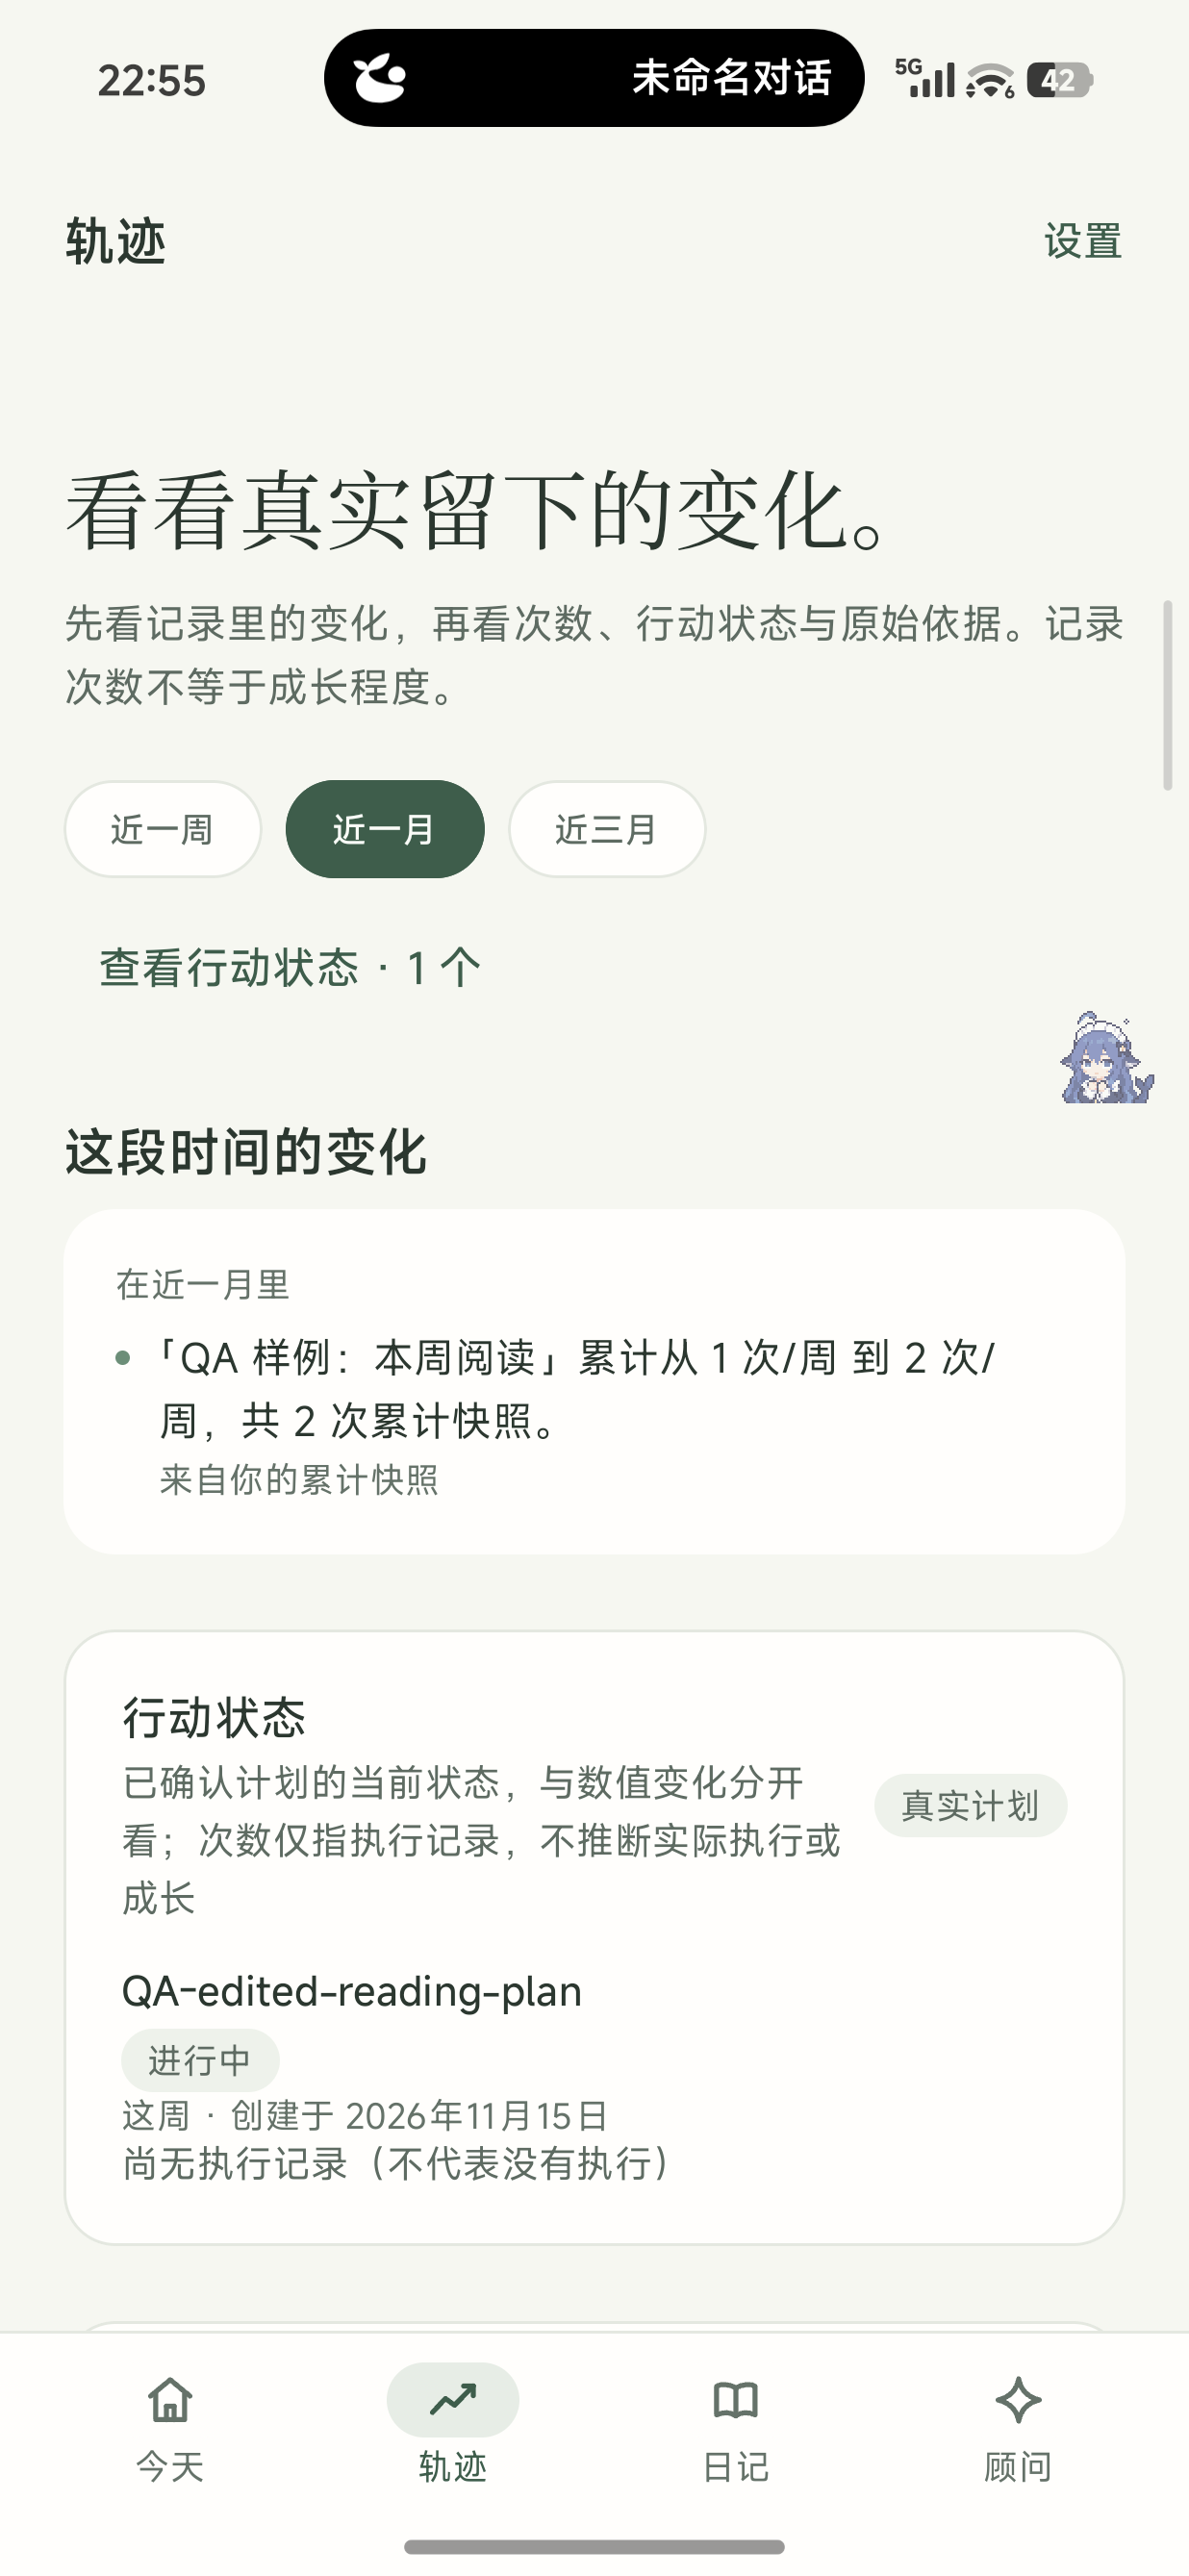 22:55
未命名对话
5G
6
42
轨迹
设置
看看真实留下的变化。
先看记录里的变化，再看次数、行动状态与原始依据。记录
次数不等于成长程度。
近一周
近一月
近三月
查看行动状态 · 1 个
这段时间的变化
在近一月里
「QA 样例：本周阅读」累计从 1 次/周 到 2 次/
周，共 2 次累计快照。
来自你的累计快照
行动状态
已确认计划的当前状态，与数值变化分开
看；次数仅指执行记录，不推断实际执行或
成长
真实计划
QA-edited-reading-plan
进行中
这周 · 创建于 2026年11月15日
尚无执行记录（不代表没有执行）
今天
轨迹
日记
顾问